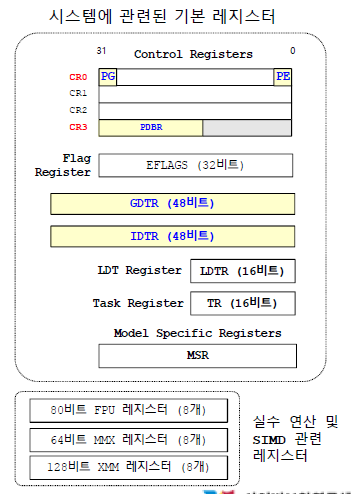 시스템에 관련된 기본 레지스터
31 Control Registers 0
CR0 PG PE
CR1
CR2
CR3 PDBR
Flag
Register
EFLAGS (32비트)
GDTR (48비트)
IDTR (48비트)
LDT Register LDTR (16비트)
Task Register TR (16비트)
Model Specific Registers
MSR
80비트 FPU 레지스터 (8개)
64비트 MMX 레지스터 (8개)
128비트 XMM 레지스터 (8개)
실수 연산 및
SIMD 관련
레지스터